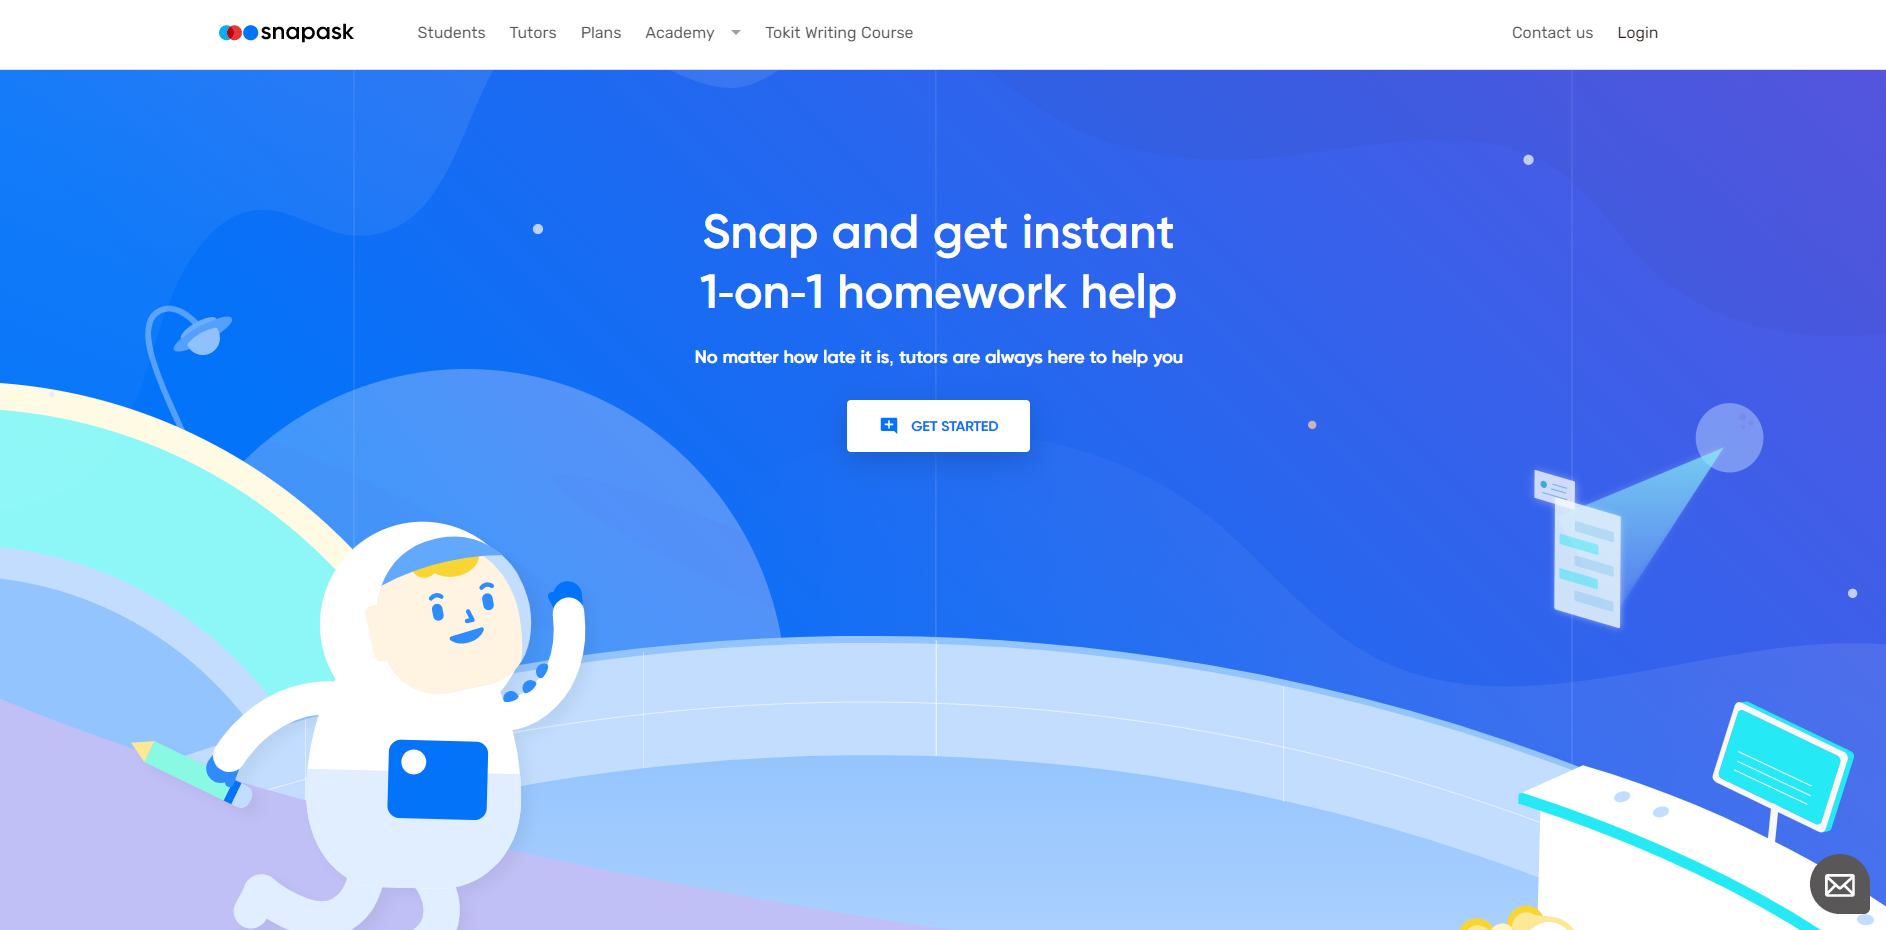 snapask
Students
Tutors
Plans
Academy
Tokit Writing Course
Contact us
Login
Snap and get instant
1-on-1 homework help
No matter how late it is, tutors are always here to help you
GET STARTED